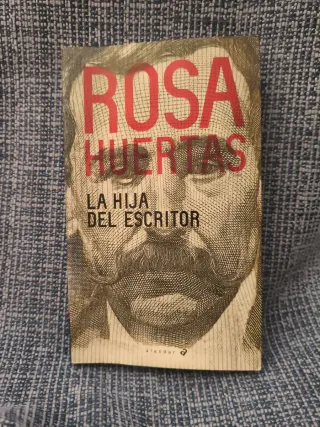 ROSA
HUERTAS
LA HIJA
DEL ESCRITOR
alandar